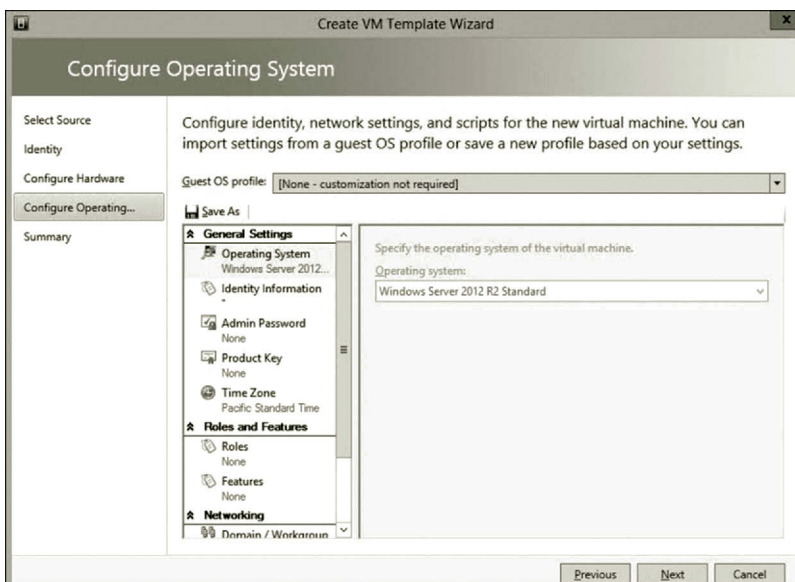 Create VM Template Wizard
x
Configure Operating System
Select Source
Identity
Configure Hardware
Configure Operating...
Summary
Configure identity, network settings, and scripts for the new virtual machine. You can
import settings from a guest OS profile or save a new profile based on your settings.
Guest OS profile: [None - customization not required]
Save As
General Settings
Operating System
Windows Server 2012...
Identity Information
*
Admin Password
None
Product Key
None
Time Zone
Pacific Standard Time
Roles and Features
Roles
None
Features
None
Networking
Domain / Workgroup
Specify the operating system of the virtual machine.
Operating system:
Windows Server 2012 R2 Standard
Previous
Next
Cancel